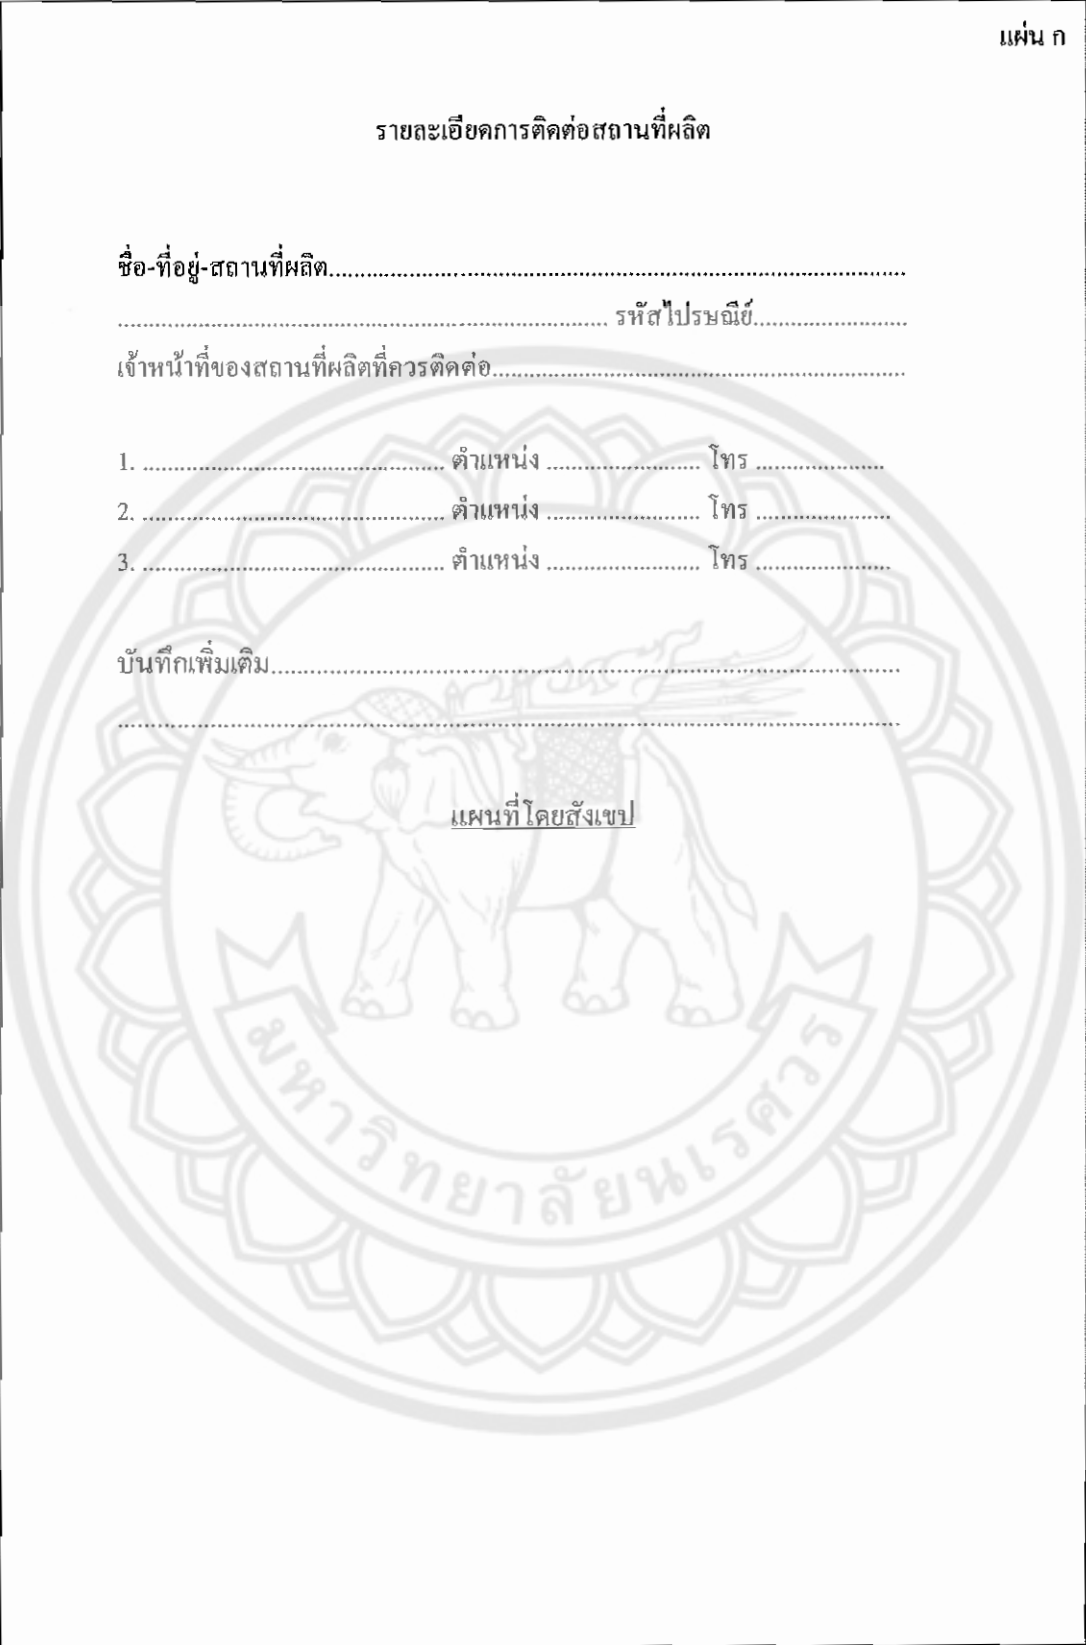 แผ่น ก
รายละเอียดการติดต่อสถานที่ผลิต
ชื่อ-ที่อยู่-สถานที่ผลิต..........................................................................................
............................................................................ รหัสไปรษณีย์........................
เจ้าหน้าที่ของสถานที่ผลิตที่ควรติดต่อ................................................................
1. ............................................... ตำแหน่ง ........................ โทร ....................
2. ............................................... ตำแหน่ง ........................ โทร .....................
3. ............................................... ตำแหน่ง ........................ โทร .....................
บันทึกเพิ่มเติม..................................................................................................
..........................................................................................................................
แผนที่โดยสังเขป
มหาวิทยาลัยนเรศวร